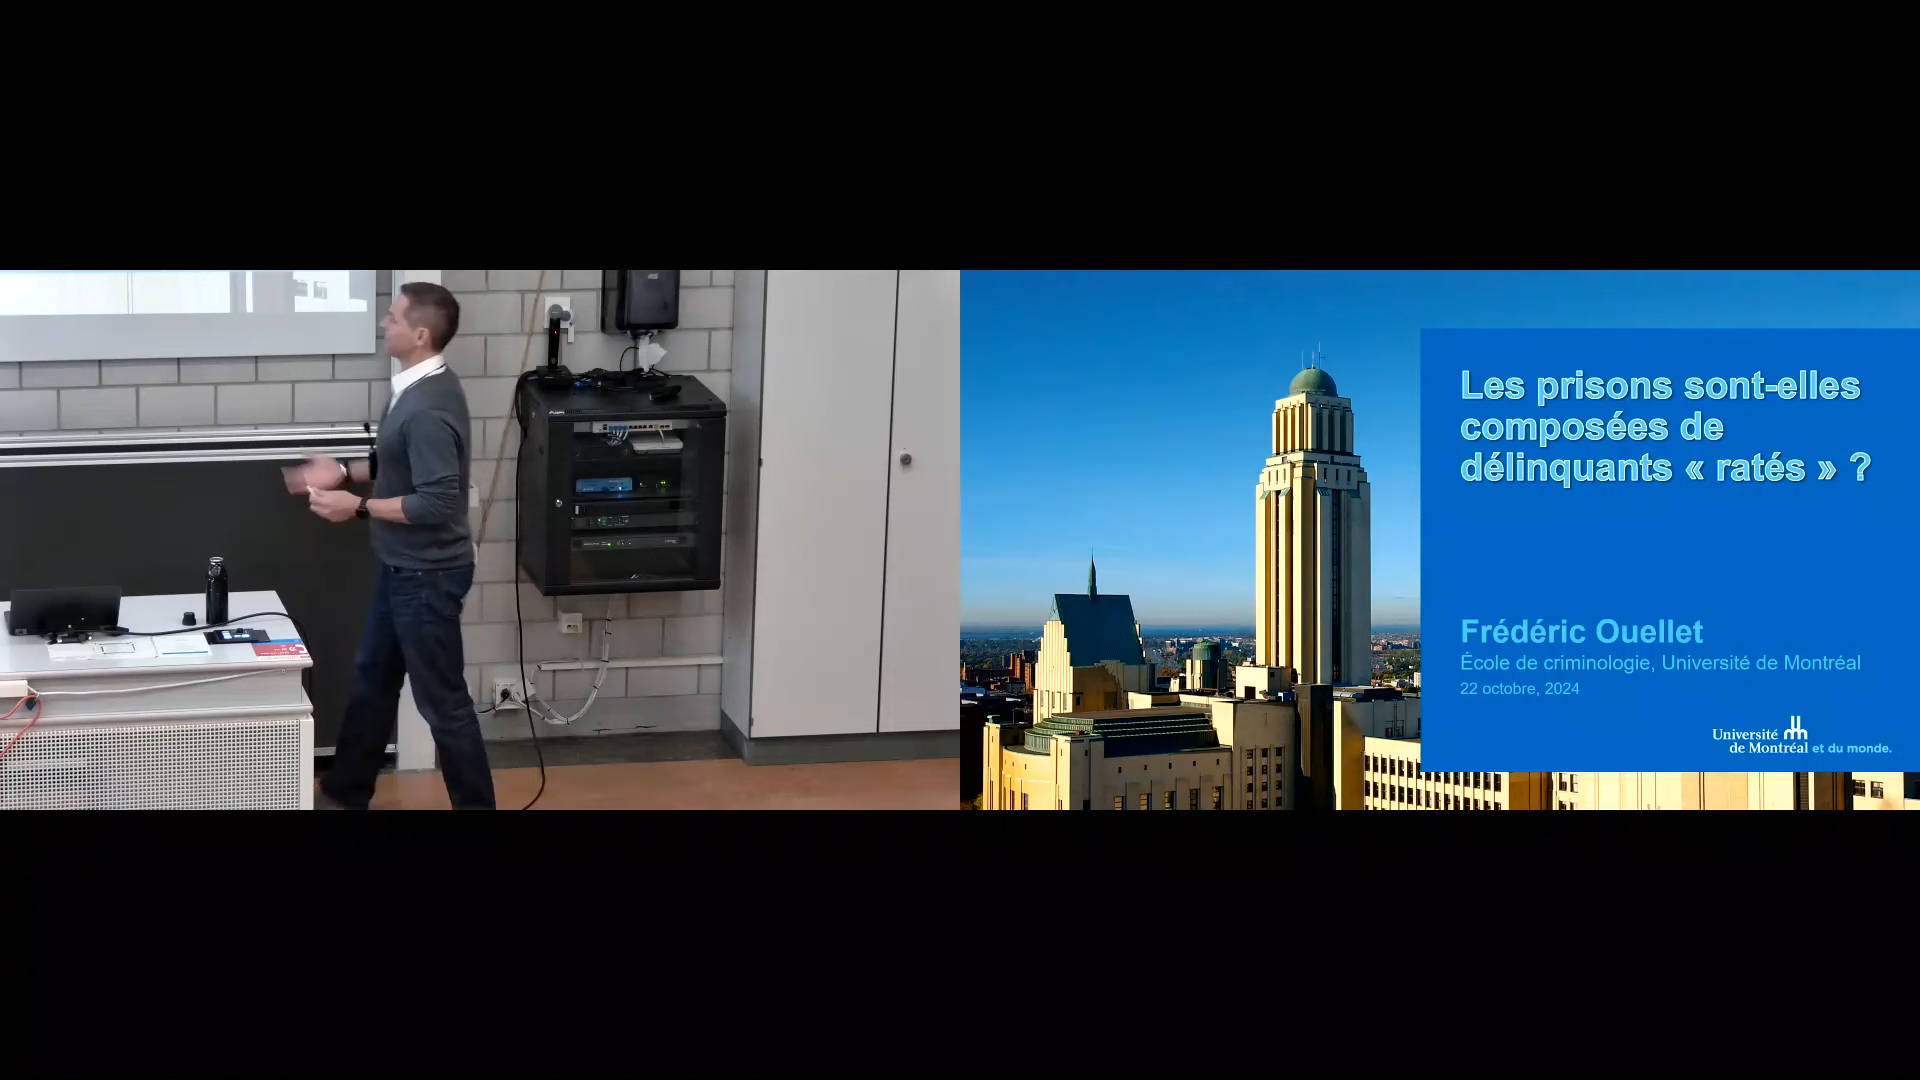 Les prisons sont-elles
composées de
délinquants « ratés » ?
Frédéric Ouellet
École de criminologie, Université de Montréal
22 octobre, 2024
Université
de Montréal et du monde.